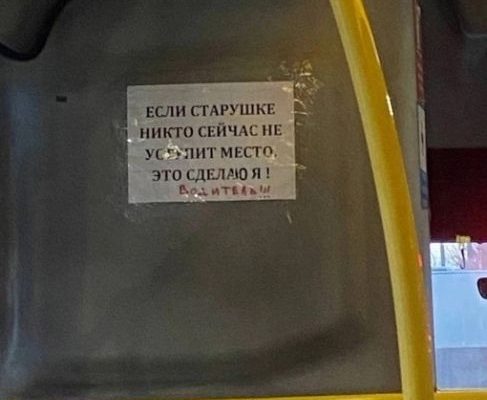 ЕСЛИ СТАРУШКЕ
НИКТО СЕЙЧАС НЕ
УСТУПИТ МЕСТО,
ЭТО СДЕЛАЮ Я !
ВОДИТЕЛЬ!!!